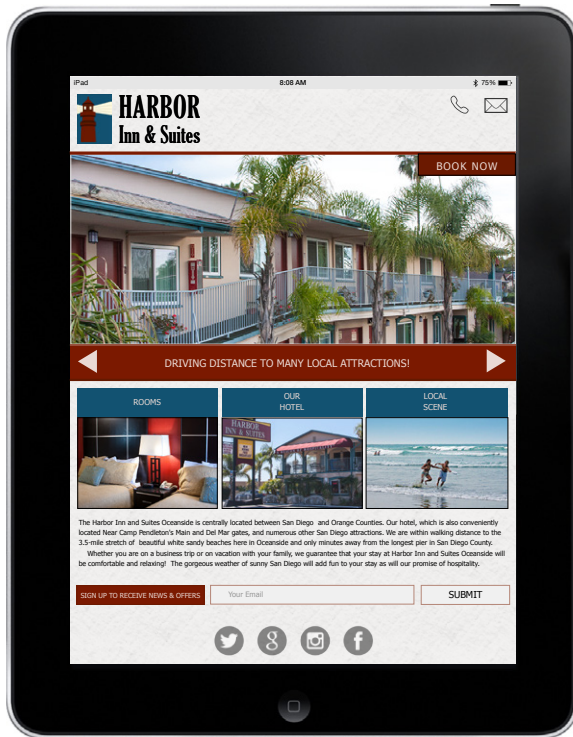 iPad
8:08 AM
75%
HARBOR
Inn & Suites
BOOK NOW
DRIVING DISTANCE TO MANY LOCAL ATTRACTIONS!
ROOMS
OUR
HOTEL
LOCAL
SCENE
HARBOR
INN & SUITES
The Harbor Inn and Suites Oceanside is centrally located between San Diego and Orange Counties. Our hotel, which is also conveniently
located Near Camp Pendleton's Main and Del Mar gates, and numerous other San Diego attractions. We are within walking distance to the
3.5-mile stretch of beautiful white sandy beaches here in Oceanside and only minutes away from the longest pier in San Diego County.
Whether you are on a business trip or on vacation with your family, we guarantee that your stay at Harbor Inn and Suites Oceanside will
be comfortable and relaxing! The gorgeous weather of sunny San Diego will add fun to your stay as will our promise of hospitality.
SIGN UP TO RECEIVE NEWS & OFFERS
Your Email
SUBMIT